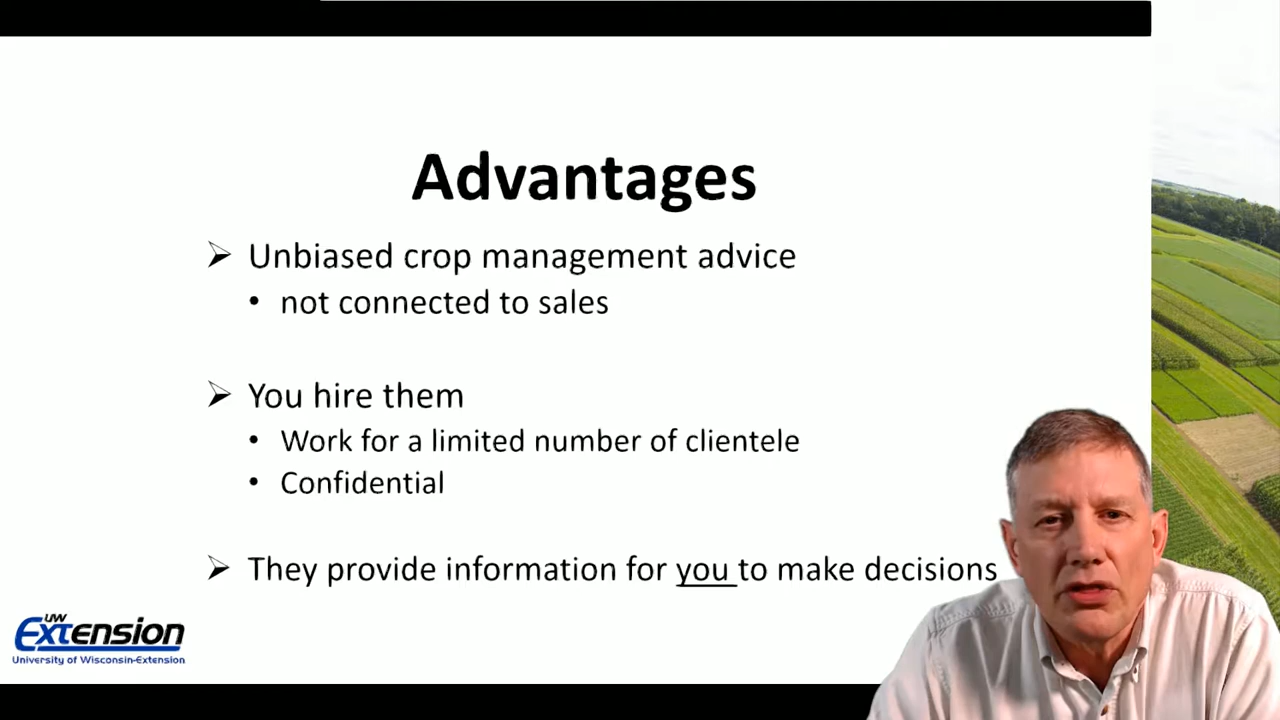 Advantages
➢ Unbiased crop management advice
• not connected to sales
➢ You hire them
• Work for a limited number of clientele
• Confidential
➢ They provide information for you to make decisions
UW
Extension
University of Wisconsin-Extension